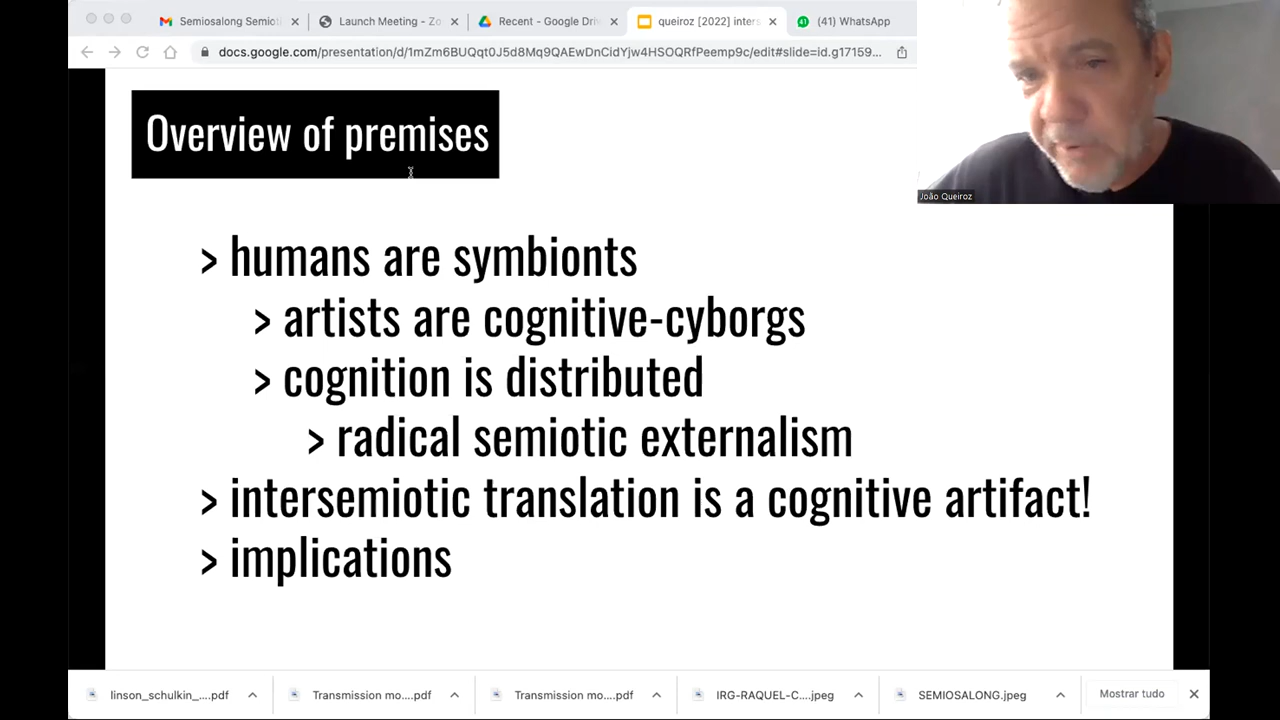 Semiosalong Semioti
Launch Meeting - Zo
Recent - Google Driv
queiroz [2022] inters
(41) WhatsApp
docs.google.com/presentation/d/1mZm6BUQqt0J5d8Mq9QAEwDnCidYjw4HSOQRfPeemp9c/edit#slide=id.g17159...
João Queiroz
Overview of premises
> humans are symbionts
> artists are cognitive-cyborgs
> cognition is distributed
> radical semiotic externalism
> intersemiotic translation is a cognitive artifact!
> implications
linson_schulkin_....pdf
Transmission mo....pdf
Transmission mo....pdf
IRG-RAQUEL-C....jpeg
SEMIOSALONG.jpeg
Mostrar tudo